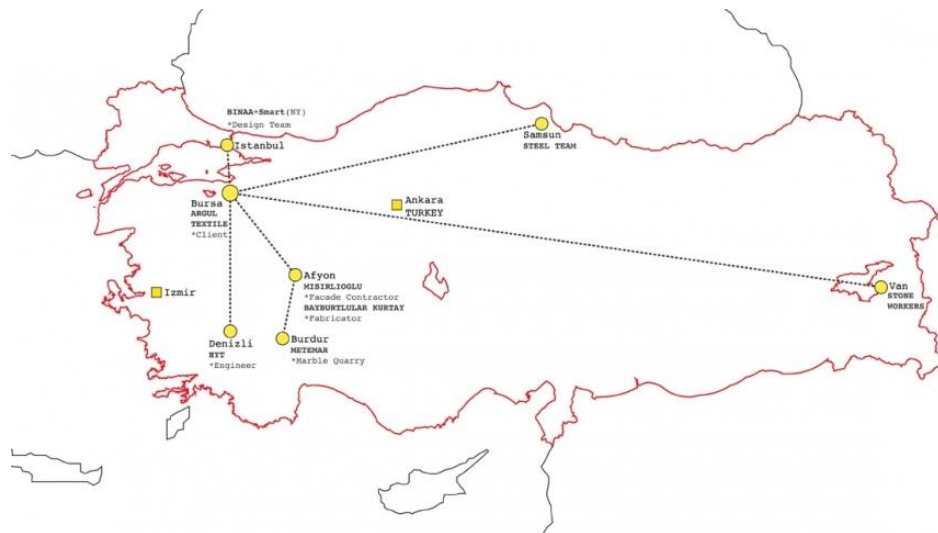 BINAA+Smart(NY)
*Design Team
Istanbul
Samsun
STEEL TEAM
Bursa
ARGUL
TEXTILE
*Client
Ankara
TURKEY
Afyon
MISIRLIOGLU
*Facade Contractor
BAYBURTLULAR KURTAY
*Fabricator
Izmir
Van
STONE
WORKERS
Denizli
BYT
*Engineer
Burdur
METEMAR
*Marble Quarry